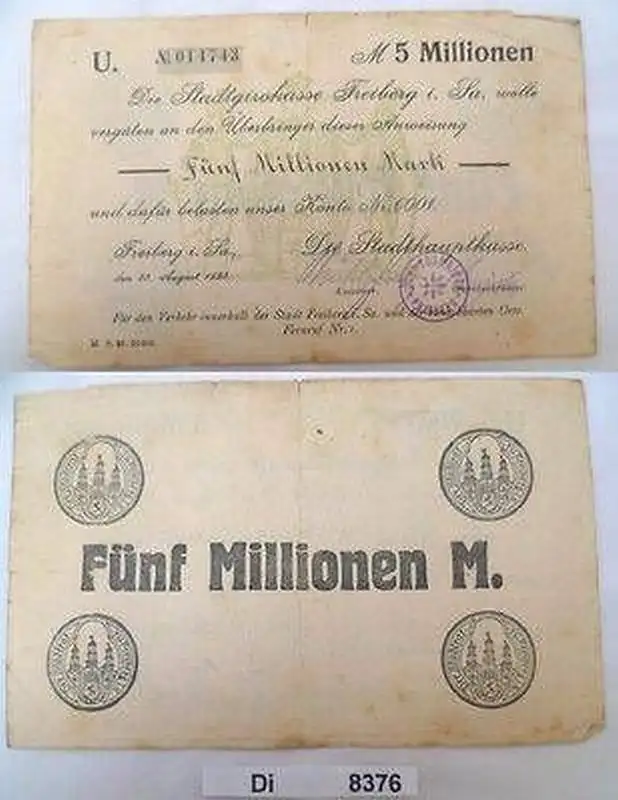 U. № 014743 M 5 Millionen
Die Stadtgirokasse Freiberg i. Sa. wolle
vergüten an den Überbringer dieser Anweisung
— Fünf Millionen Mark —
und dafür belasten unser Konto Nr.
Freiberg i. Sa., Die Stadthauptkasse.
den August
Für den Verkehr innerhalb der Stadt Freiberg i. Sa. und
Fünf Millionen M.
Di 8376